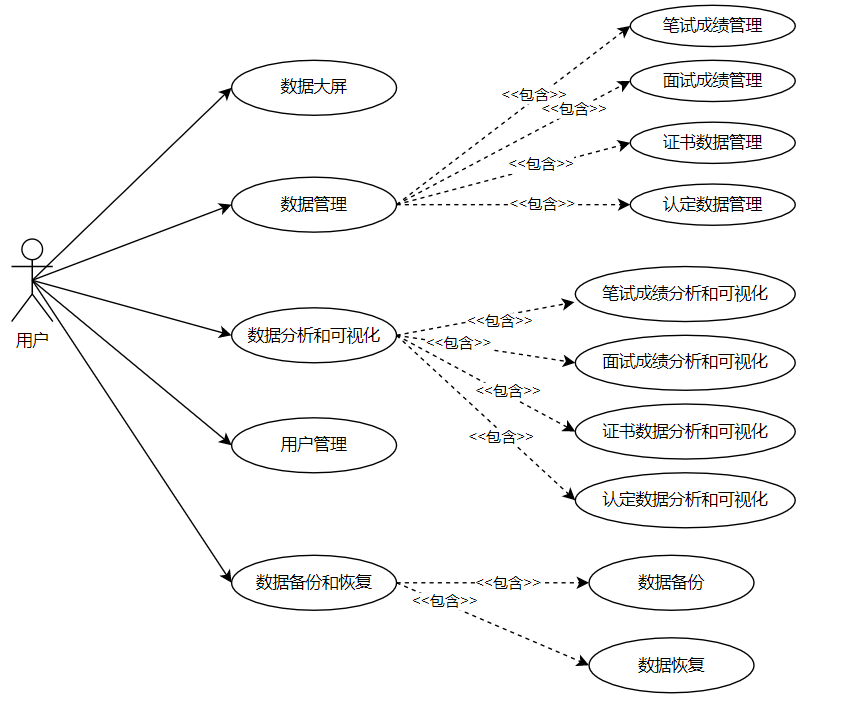 笔试成绩管理
面试成绩管理
数据大屏
<<包含>>
<<包含>>
证书数据管理
<<包含>>
数据管理
<<包含>>
认定数据管理
笔试成绩分析和可视化
<<包含>>
用户
数据分析和可视化
<<包含>>
面试成绩分析和可视化
<<包含>>
证书数据分析和可视化
<<包含>>
用户管理
认定数据分析和可视化
数据备份和恢复
<<包含>>
数据备份
<<包含>>
数据恢复